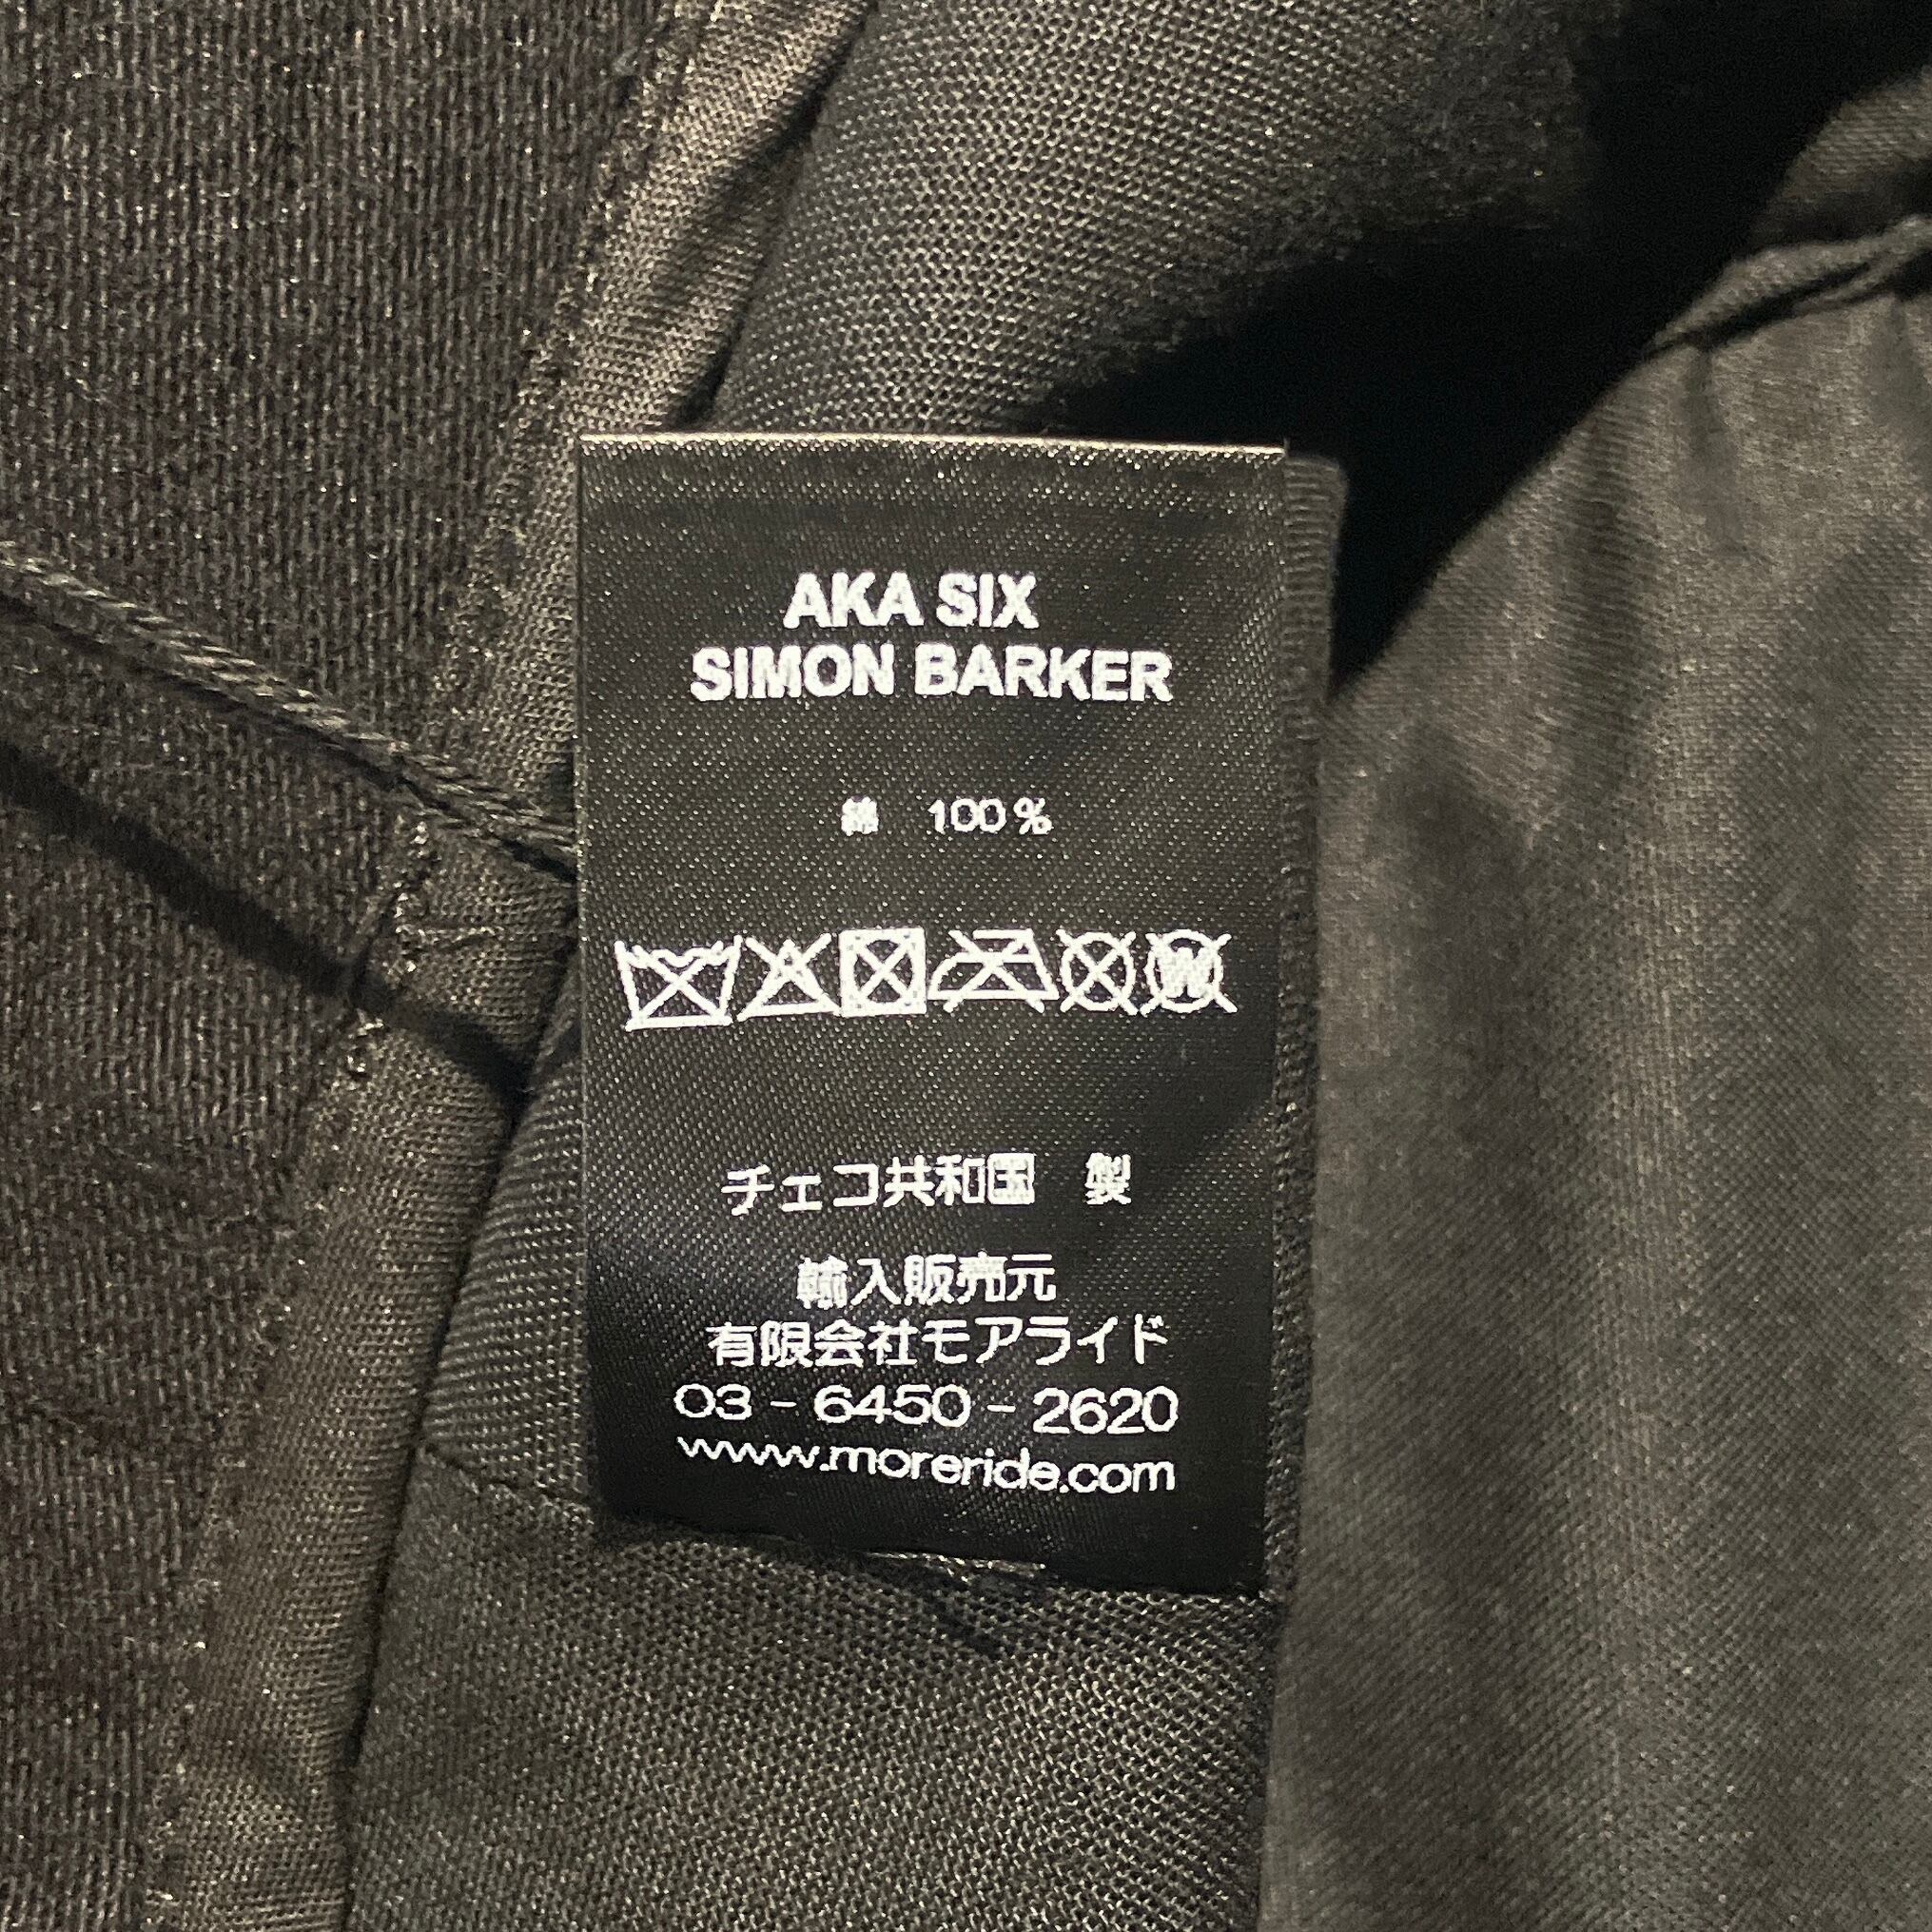 AKA SIX
SIMON BARKER
綿 100%
W
チェコ共和国 製
輸入販売元
有限会社モアライド
03-6450-2620
www.moreride.com